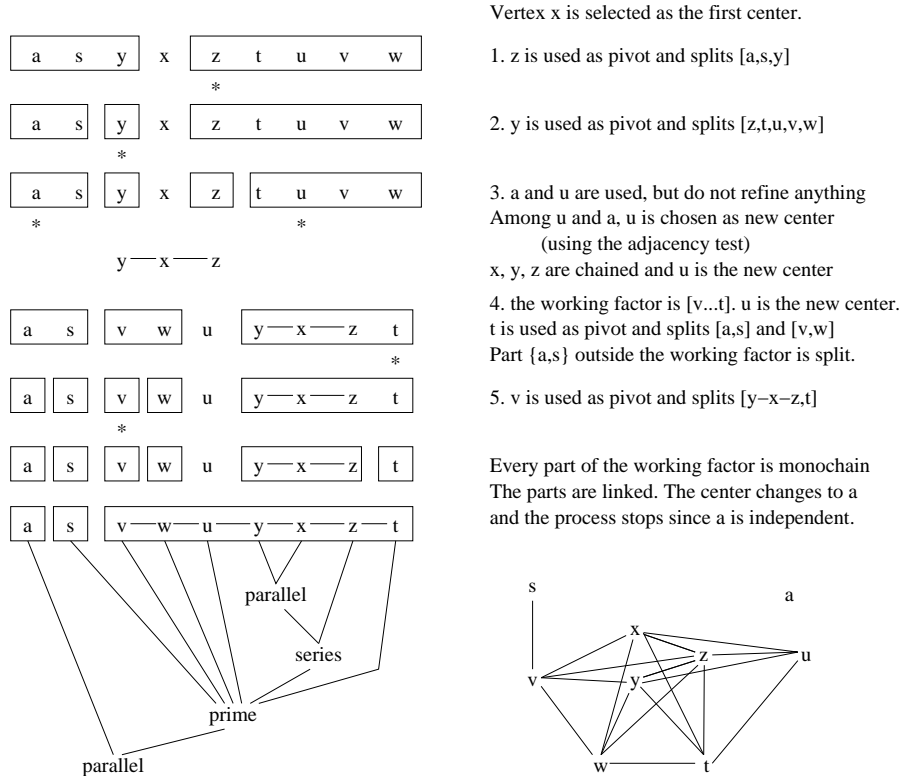 Vertex x is selected as the first center.
a s y x z t u v w
*
1. z is used as pivot and splits [a,s,y]
a s y x z t u v w
*
2. y is used as pivot and splits [z,t,u,v,w]
a s y x z t u v w
* *
3. a and u are used, but do not refine anything
Among u and a, u is chosen as new center
(using the adjacency test)
y x z
x, y, z are chained and u is the new center
4. the working factor is [v...t]. u is the new center.
a s v w u y x z t
*
t is used as pivot and splits [a,s] and [v,w]
Part {a,s} outside the working factor is split.
a s v w u y x z t
*
5. v is used as pivot and splits [y−x−z,t]
a s v w u y x z t
Every part of the working factor is monochain
The parts are linked. The center changes to a
and the process stops since a is independent.
a s v w u y x z t
parallel
series
prime
parallel
s a
x
z u
v y
w t